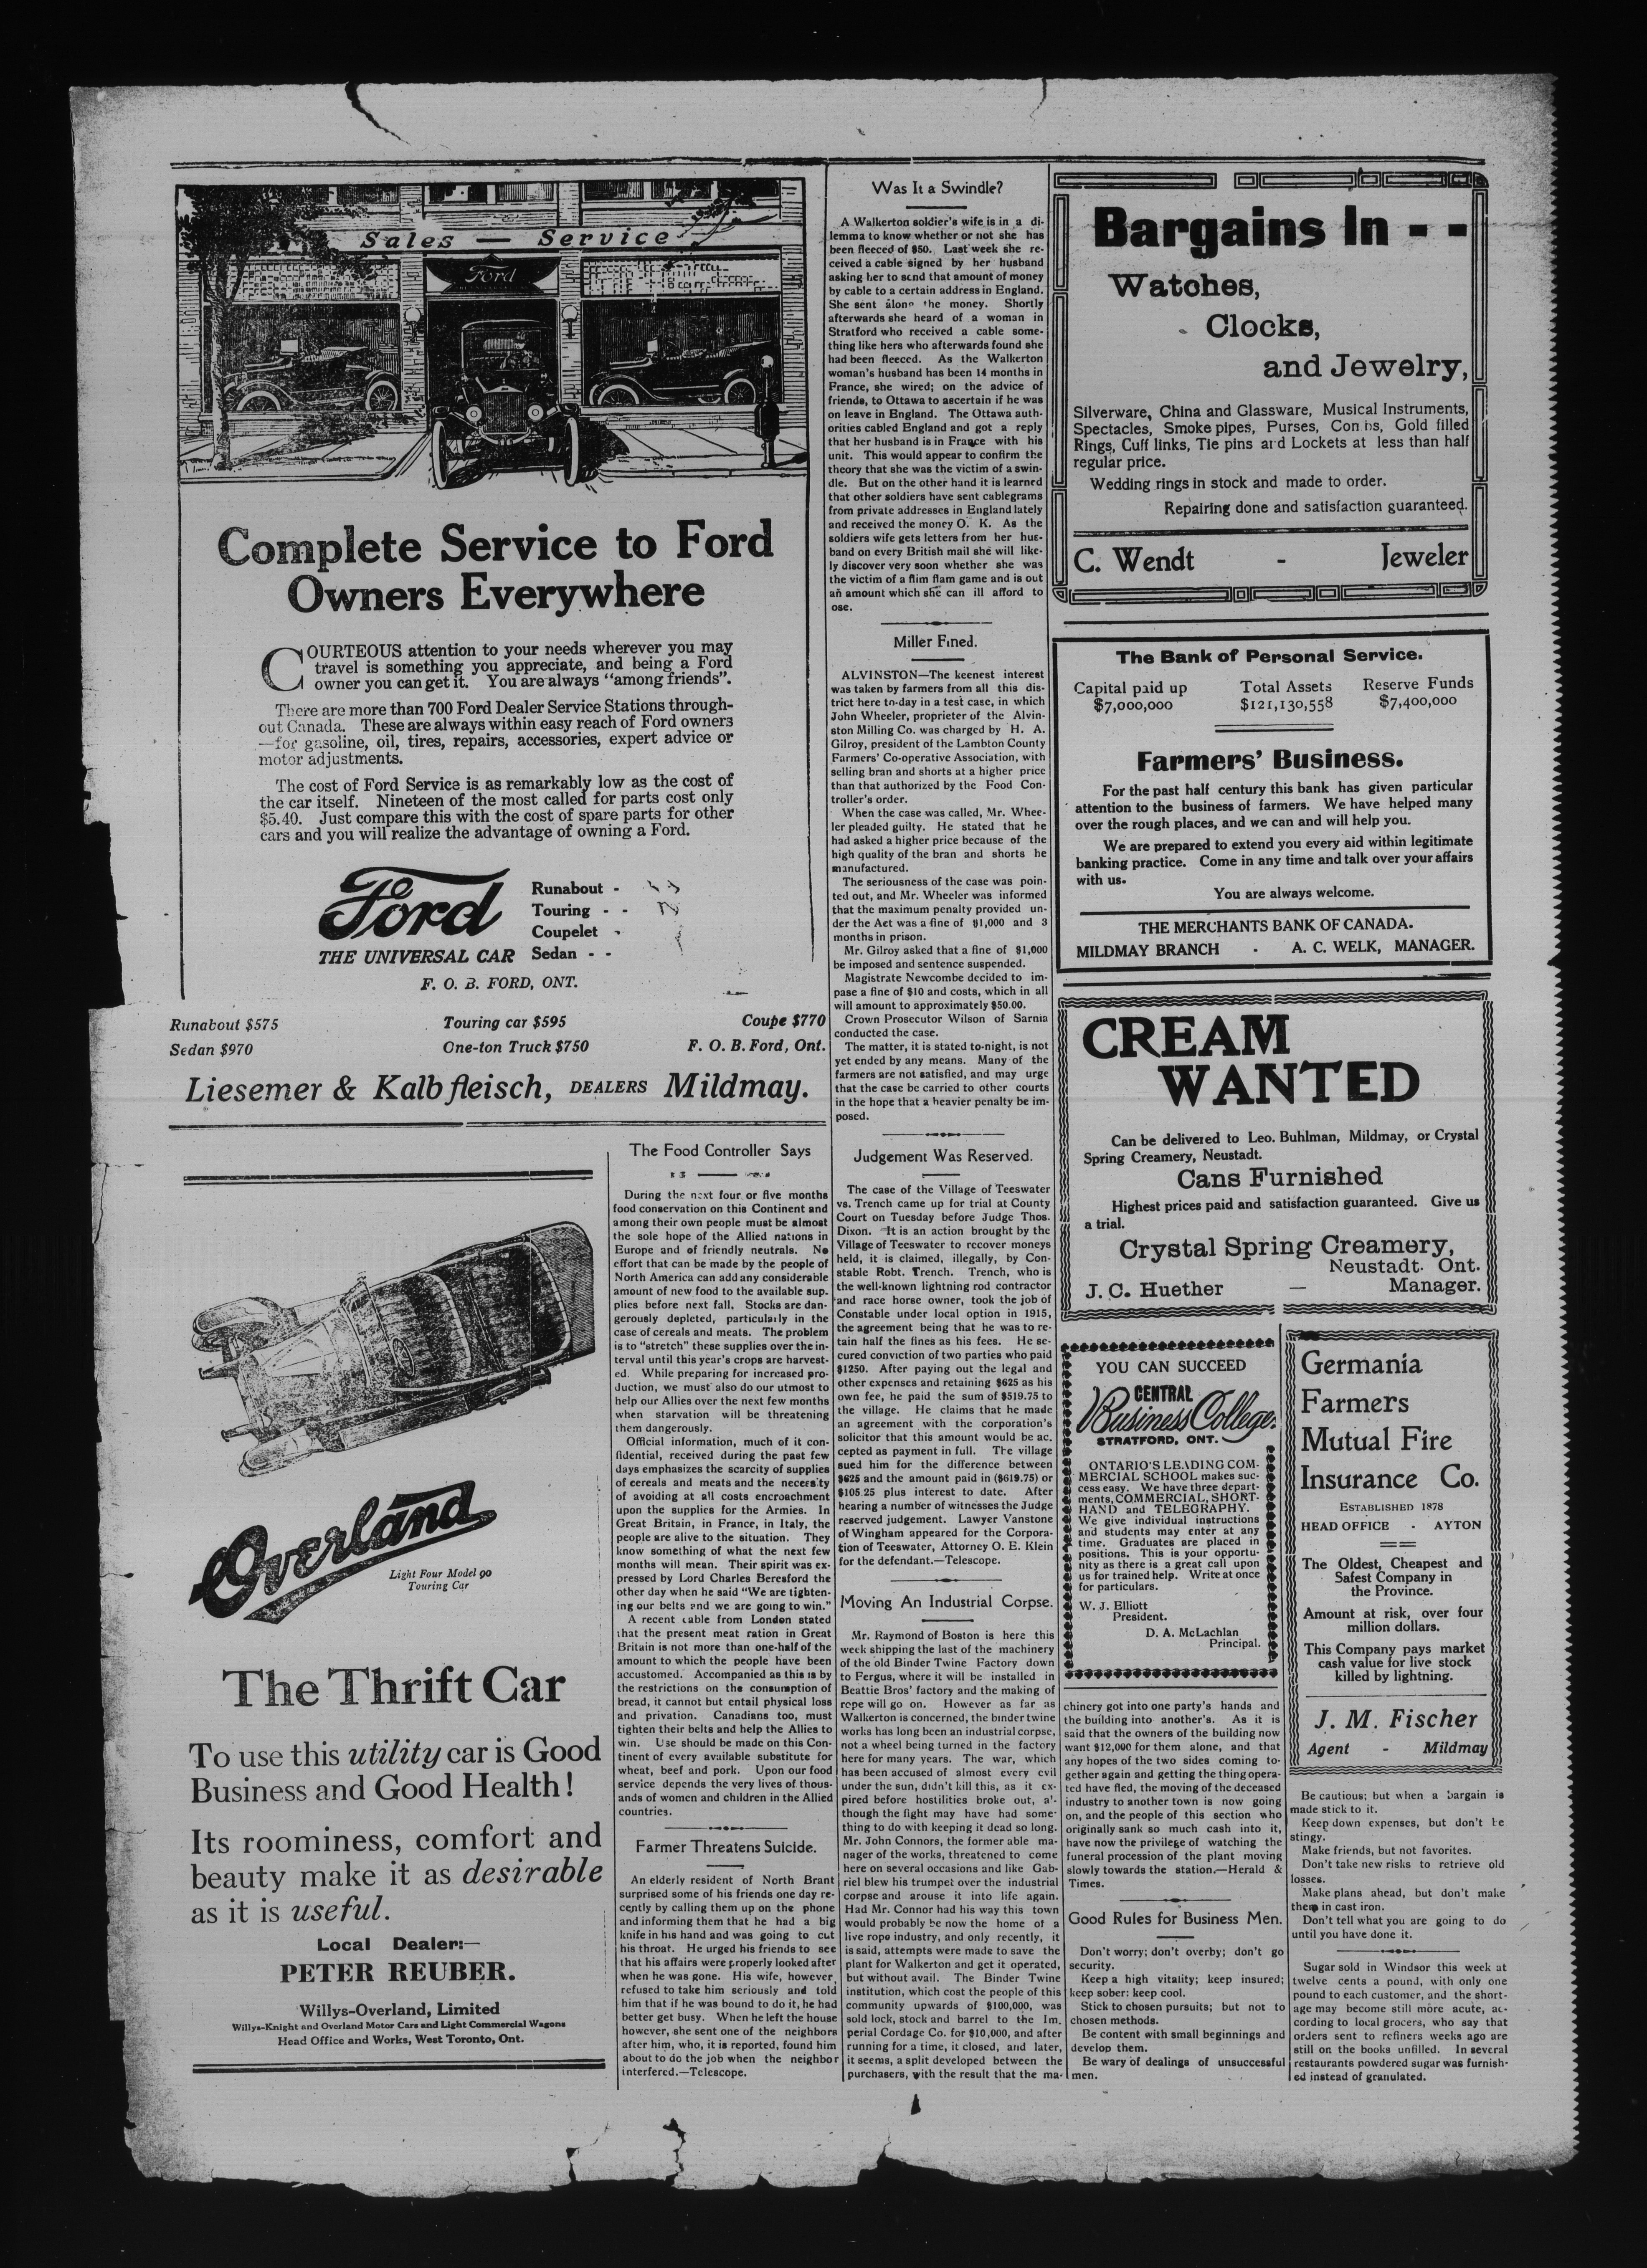 Sales — Service
Ford
Complete Service to Ford
Owners Everywhere
COURTEOUS attention to your needs wherever you may
travel is something you appreciate, and being a Ford
owner you can get it. You are always "among friends".
There are more than 700 Ford Dealer Service Stations through-
out Canada. These are always within easy reach of Ford owners
—for gasoline, oil, tires, repairs, accessories, expert advice or
motor adjustments.
The cost of Ford Service is as remarkably low as the cost of
the car itself. Nineteen of the most called for parts cost only
$5.40. Just compare this with the cost of spare parts for other
cars and you will realize the advantage of owning a Ford.
Ford
THE UNIVERSAL CAR
Runabout -
Touring - -
Coupelet -
Sedan - -
F. O. B. FORD, ONT.
Runabout $575 Touring car $595 Coupe $770
Sedan $970 One-ton Truck $750 F. O. B. Ford, Ont.
Liesemer & Kalbfleisch, DEALERS Mildmay.
Overland
Light Four Model 90
Touring Car
The Thrift Car
To use this utility car is Good
Business and Good Health!
Its roominess, comfort and
beauty make it as desirable
as it is useful.
Local Dealer:—
PETER REUBER.
Willys-Overland, Limited
Willys-Knight and Overland Motor Cars and Light Commercial Wagons
Head Office and Works, West Toronto, Ont.
The Food Controller Says
During the next four or five months
food conservation on this Continent and
among their own people must be almost
the sole hope of the Allied nations in
Europe and of friendly neutrals. No
effort that can be made by the people of
North America can add any considerable
amount of new food to the available sup-
plies before next fall. Stocks are dan-
gerously depleted, particularly in the
case of cereals and meats. The problem
is to "stretch" these supplies over the in-
terval until this year's crops are harvest-
ed. While preparing for increased pro-
duction, we must also do our utmost to
help our Allies over the next few months
when starvation will be threatening
them dangerously.
Official information, much of it con-
fidential, received during the past few
days emphasizes the scarcity of supplies
of cereals and meats and the necessity
of avoiding at all costs encroachment
upon the supplies for the Armies. In
Great Britain, in France, in Italy, the
people are alive to the situation. They
know something of what the next few
months will mean. Their spirit was ex-
pressed by Lord Charles Beresford the
other day when he said "We are tighten-
ing our belts and we are going to win."
A recent cable from London stated
that the present meat ration in Great
Britain is not more than one-half of the
amount to which the people have been
accustomed. Accompanied as this is by
the restrictions on the consumption of
bread, it cannot but entail physical loss
and privation. Canadians too, must
tighten their belts and help the Allies to
win. Use should be made on this Con-
tinent of every available substitute for
wheat, beef and pork. Upon our food
service depends the very lives of thous-
ands of women and children in the Allied
countries.
Farmer Threatens Suicide.
An elderly resident of North Brant
surprised some of his friends one day re-
cently by calling them up on the phone
and informing them that he had a big
knife in his hand and was going to cut
his throat. He urged his friends to see
that his affairs were properly looked after
when he was gone. His wife, however,
refused to take him seriously and told
him that if he was bound to do it, he had
better get busy. When he left the house
however, she sent one of the neighbors
after him, who, it is reported, found him
about to do the job when the neighbor
interfered.—Telescope.
Was It a Swindle?
A Walkerton soldier's wife is in a di-
lemma to know whether or not she has
been fleeced of $50. Last week she re-
ceived a cable signed by her husband
asking her to send that amount of money
by cable to a certain address in England.
She sent along the money. Shortly
afterwards she heard of a woman in
Stratford who received a cable some-
thing like hers who afterwards found she
had been fleeced. As the Walkerton
woman's husband has been 14 months in
France, she wired; on the advice of
friends, to Ottawa to ascertain if he was
on leave in England. The Ottawa auth-
orities cabled England and got a reply
that her husband is in France with his
unit. This would appear to confirm the
theory that she was the victim of a swin-
dle. But on the other hand it is learned
that other soldiers have sent cablegrams
from private addresses in England lately
and received the money O. K. As the
soldiers wife gets letters from her hus-
band on every British mail she will like-
ly discover very soon whether she was
the victim of a flim flam game and is out
an amount which she can ill afford to
ose.
Miller Fined.
ALVINSTON—The keenest interest
was taken by farmers from all this dis-
trict here to-day in a test case, in which
John Wheeler, proprieter of the Alvin-
ston Milling Co. was charged by H. A.
Gilroy, president of the Lambton County
Farmers' Co-operative Association, with
selling bran and shorts at a higher price
than that authorized by the Food Con-
troller's order.
When the case was called, Mr. Whee-
ler pleaded guilty. He stated that he
had asked a higher price because of the
high quality of the bran and shorts he
manufactured.
The seriousness of the case was poin-
ted out, and Mr. Wheeler was informed
that the maximum penalty provided un-
der the Act was a fine of $1,000 and 3
months in prison.
Mr. Gilroy asked that a fine of $1,000
be imposed and sentence suspended.
Magistrate Newcombe decided to im-
pase a fine of $10 and costs, which in all
will amount to approximately $50.00.
Crown Prosecutor Wilson of Sarnia
conducted the case.
The matter, it is stated to-night, is not
yet ended by any means. Many of the
farmers are not satisfied, and may urge
that the case be carried to other courts
in the hope that a heavier penalty be im-
posed.
Judgement Was Reserved.
The case of the Village of Teeswater
vs. Trench came up for trial at County
Court on Tuesday before Judge Thos.
Dixon. It is an action brought by the
Village of Teeswater to recover moneys
held, it is claimed, illegally, by Con-
stable Robt. Trench. Trench, who is
the well-known lightning rod contractor
and race horse owner, took the job of
Constable under local option in 1915,
the agreement being that he was to re-
tain half the fines as his fees. He se-
cured conviction of two parties who paid
$1250. After paying out the legal and
other expenses and retaining $625 as his
own fee, he paid the sum of $519.75 to
the village. He claims that he made
an agreement with the corporation's
solicitor that this amount would be ac.
cepted as payment in full. The village
sued him for the difference between
$625 and the amount paid in ($619.75) or
$105.25 plus interest to date. After
hearing a number of witnesses the Judge
reserved judgement. Lawyer Vanstone
of Wingham appeared for the Corpora-
tion of Teeswater, Attorney O. E. Klein
for the defendant.—Telescope.
Moving An Industrial Corpse.
Mr. Raymond of Boston is here this
week shipping the last of the machinery
of the old Binder Twine Factory down
to Fergus, where it will be installed in
Beattie Bros' factory and the making of
rope will go on. However as far as
Walkerton is concerned, the binder twine
works has long been an industrial corpse,
not a wheel being turned in the factory
here for many years. The war, which
has been accused of almost every evil
under the sun, didn't kill this, as it ex-
pired before hostilities broke out, al-
though the fight may have had some-
thing to do with keeping it dead so long.
Mr. John Connors, the former able ma-
nager of the works, threatened to come
here on several occasions and like Gab-
riel blew his trumpet over the industrial
corpse and arouse it into life again.
Had Mr. Connor had his way this town
would probably be now the home of a
live rope industry, and only recently, it
is said, attempts were made to save the
plant for Walkerton and get it operated,
but without avail. The Binder Twine
institution, which cost the people of this
community upwards of $100,000, was
sold lock, stock and barrel to the Im.
perial Cordage Co. for $10,000, and after
running for a time, it closed, and later,
it seems, a split developed between the
purchasers, with the result that the ma-
Bargains In - -
Watches,
Clocks,
and Jewelry,
Silverware, China and Glassware, Musical Instruments,
Spectacles, Smoke pipes, Purses, Gold filled
Rings, Cuff links, Tie pins and Lockets at less than half
regular price.
Wedding rings in stock and made to order.
Repairing done and satisfaction guaranteed.
C. Wendt - Jeweler
The Bank of Personal Service.
Capital paid up Total Assets Reserve Funds
$7,000,000 $121,130,558 $7,400,000
Farmers' Business.
For the past half century this bank has given particular
attention to the business of farmers. We have helped many
over the rough places, and we can and will help you.
We are prepared to extend you every aid within legitimate
banking practice. Come in any time and talk over your affairs
with us.
You are always welcome.
THE MERCHANTS BANK OF CANADA.
MILDMAY BRANCH - A. C. WELK, MANAGER.
CREAM
WANTED
Can be delivered to Leo. Buhlman, Mildmay, or Crystal
Spring Creamery, Neustadt.
Cans Furnished
Highest prices paid and satisfaction guaranteed. Give us
a trial.
Crystal Spring Creamery,
Neustadt. Ont.
J. C. Huether — Manager.
YOU CAN SUCCEED
CENTRAL
Business College.
STRATFORD, ONT.
ONTARIO'S LEADING COM-
MERCIAL SCHOOL makes suc-
cess easy. We have three depart-
ments, COMMERCIAL, SHORT-
HAND and TELEGRAPHY.
We give individual instructions
and students may enter at any
time. Graduates are placed in
positions. This is your opportu-
nity as there is a great call upon
us for trained help. Write at once
for particulars.
W. J. Elliott
President.
D. A. McLachlan
Principal.
chinery got into one party's hands and
the building into another's. As it is
said that the owners of the building now
want $12,000 for them alone, and that
any hopes of the two sides coming to-
gether again and getting the thing opera-
ted have fled, the moving of the deceased
industry to another town is now going
on, and the people of this section who
originally sank so much cash into it,
have now the privilege of watching the
funeral procession of the plant moving
slowly towards the station.—Herald &
Times.
Good Rules for Business Men.
Don't worry; don't overby; don't go
security.
Keep a high vitality; keep insured;
keep sober: keep cool.
Stick to chosen pursuits; but not to
chosen methods.
Be content with small beginnings and
develop them.
Be wary of dealings of unsuccessful
men.
Germania
Farmers
Mutual Fire
Insurance Co.
ESTABLISHED 1878
HEAD OFFICE - AYTON
The Oldest, Cheapest and
Safest Company in
the Province.
Amount at risk, over four
million dollars.
This Company pays market
cash value for live stock
killed by lightning.
J. M. Fischer
Agent - Mildmay
Be cautious; but when a bargain is
made stick to it.
Keep down expenses, but don't be
stingy.
Make friends, but not favorites.
Don't take new risks to retrieve old
losses.
Make plans ahead, but don't make
them in cast iron.
Don't tell what you are going to do
until you have done it.
Sugar sold in Windsor this week at
twelve cents a pound, with only one
pound to each customer, and the short-
age may become still more acute, ac-
cording to local grocers, who say that
orders sent to refiners weeks ago are
still on the books unfilled. In several
restaurants powdered sugar was furnish-
ed instead of granulated.